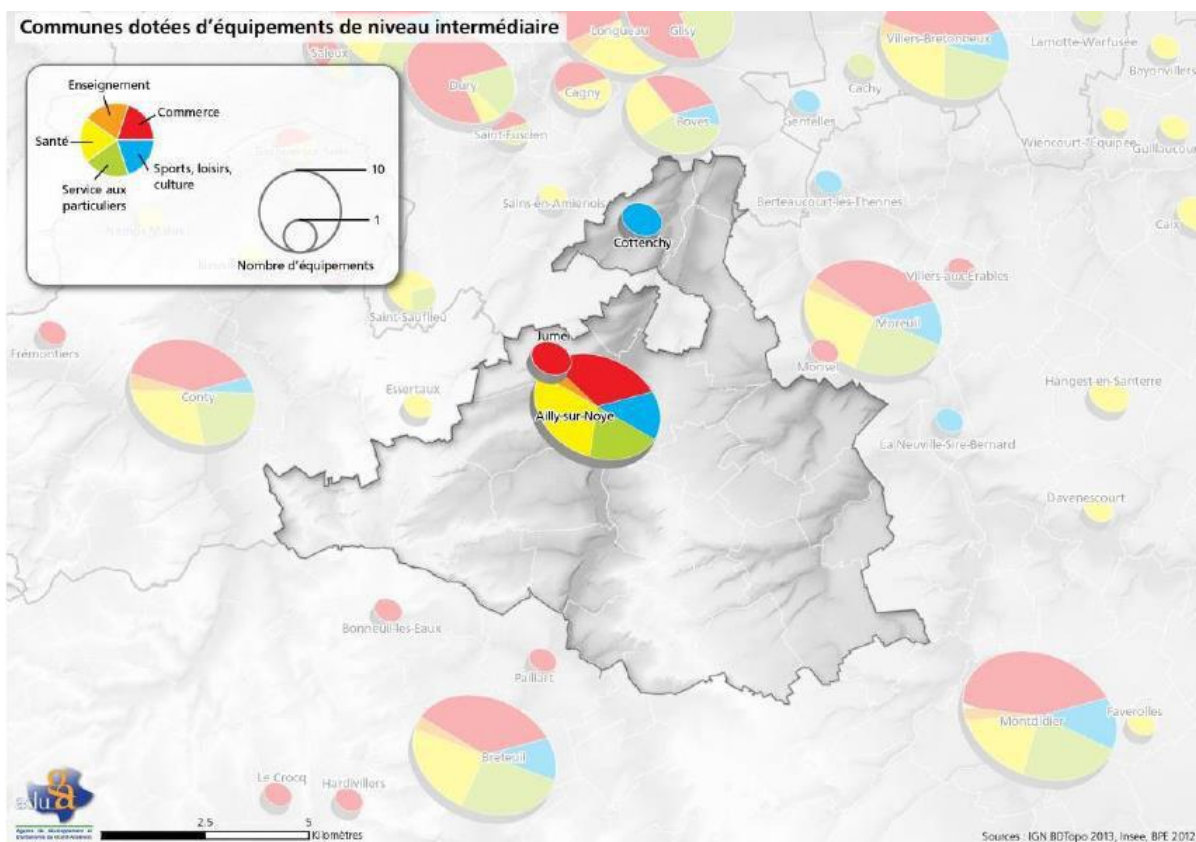 Communes dotées d'équipements de niveau intermédiaire
Enseignement
Commerce
Santé
Sports, loisirs,
culture
Service aux
particuliers
10
1
Nombre d'équipements
Saleux
Longueau
Glisy
Villers-Bretonneux
Lamotte-Warfusée
Bayonvillers
Dury
Cagny
Cachy
Boves
Gentelles
Saint-Fuscien
Wiencourt-l'Équipée
Guillaucourt
Sains-en-Amiénois
Berteaucourt-les-Thennes
Caix
Cottenchy
Villers-aux-Erables
Saint-Sauflieu
Moreuil
Frémontiers
Jumel
Conty
Essertaux
Ailly-sur-Noye
Hangest-en-Santerre
La Neuville-Sire-Bernard
Davenescourt
Bonneuil-les-Eaux
Paillart
Montdidier
Faverolles
Breteuil
Le Crocq
Hardivillers
adu ga
2.5
5
Kilomètres
Sources : IGN BDTopo 2013, Insee, BPE 2012